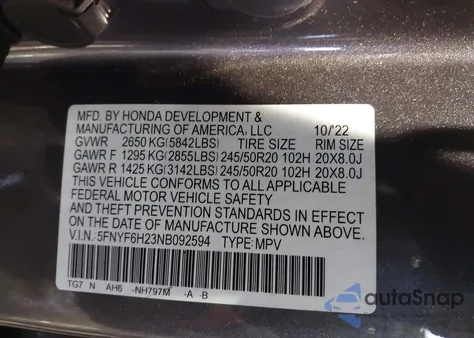 MFD. BY HONDA DEVELOPMENT &
MANUFACTURING OF AMERICA, LLC 10/'22
GVWR 2650 KG(5842LBS) TIRE SIZE RIM SIZE
GAWR F 1295 KG(2855LBS) 245/50R20 102H 20X8.0J
GAWR R 1425 KG(3142LBS) 245/50R20 102H 20X8.0J
THIS VEHICLE CONFORMS TO ALL APPLICABLE
FEDERAL MOTOR VEHICLE SAFETY
AND THEFT PREVENTION STANDARDS IN EFFECT
ON THE DATE OF MANUFACTURE SHOWN ABOVE.
V.I.N.: 5FNYF6H23NB092594 TYPE: MPV
TG7 N AH6 -NH797M -A -B
autoSnap